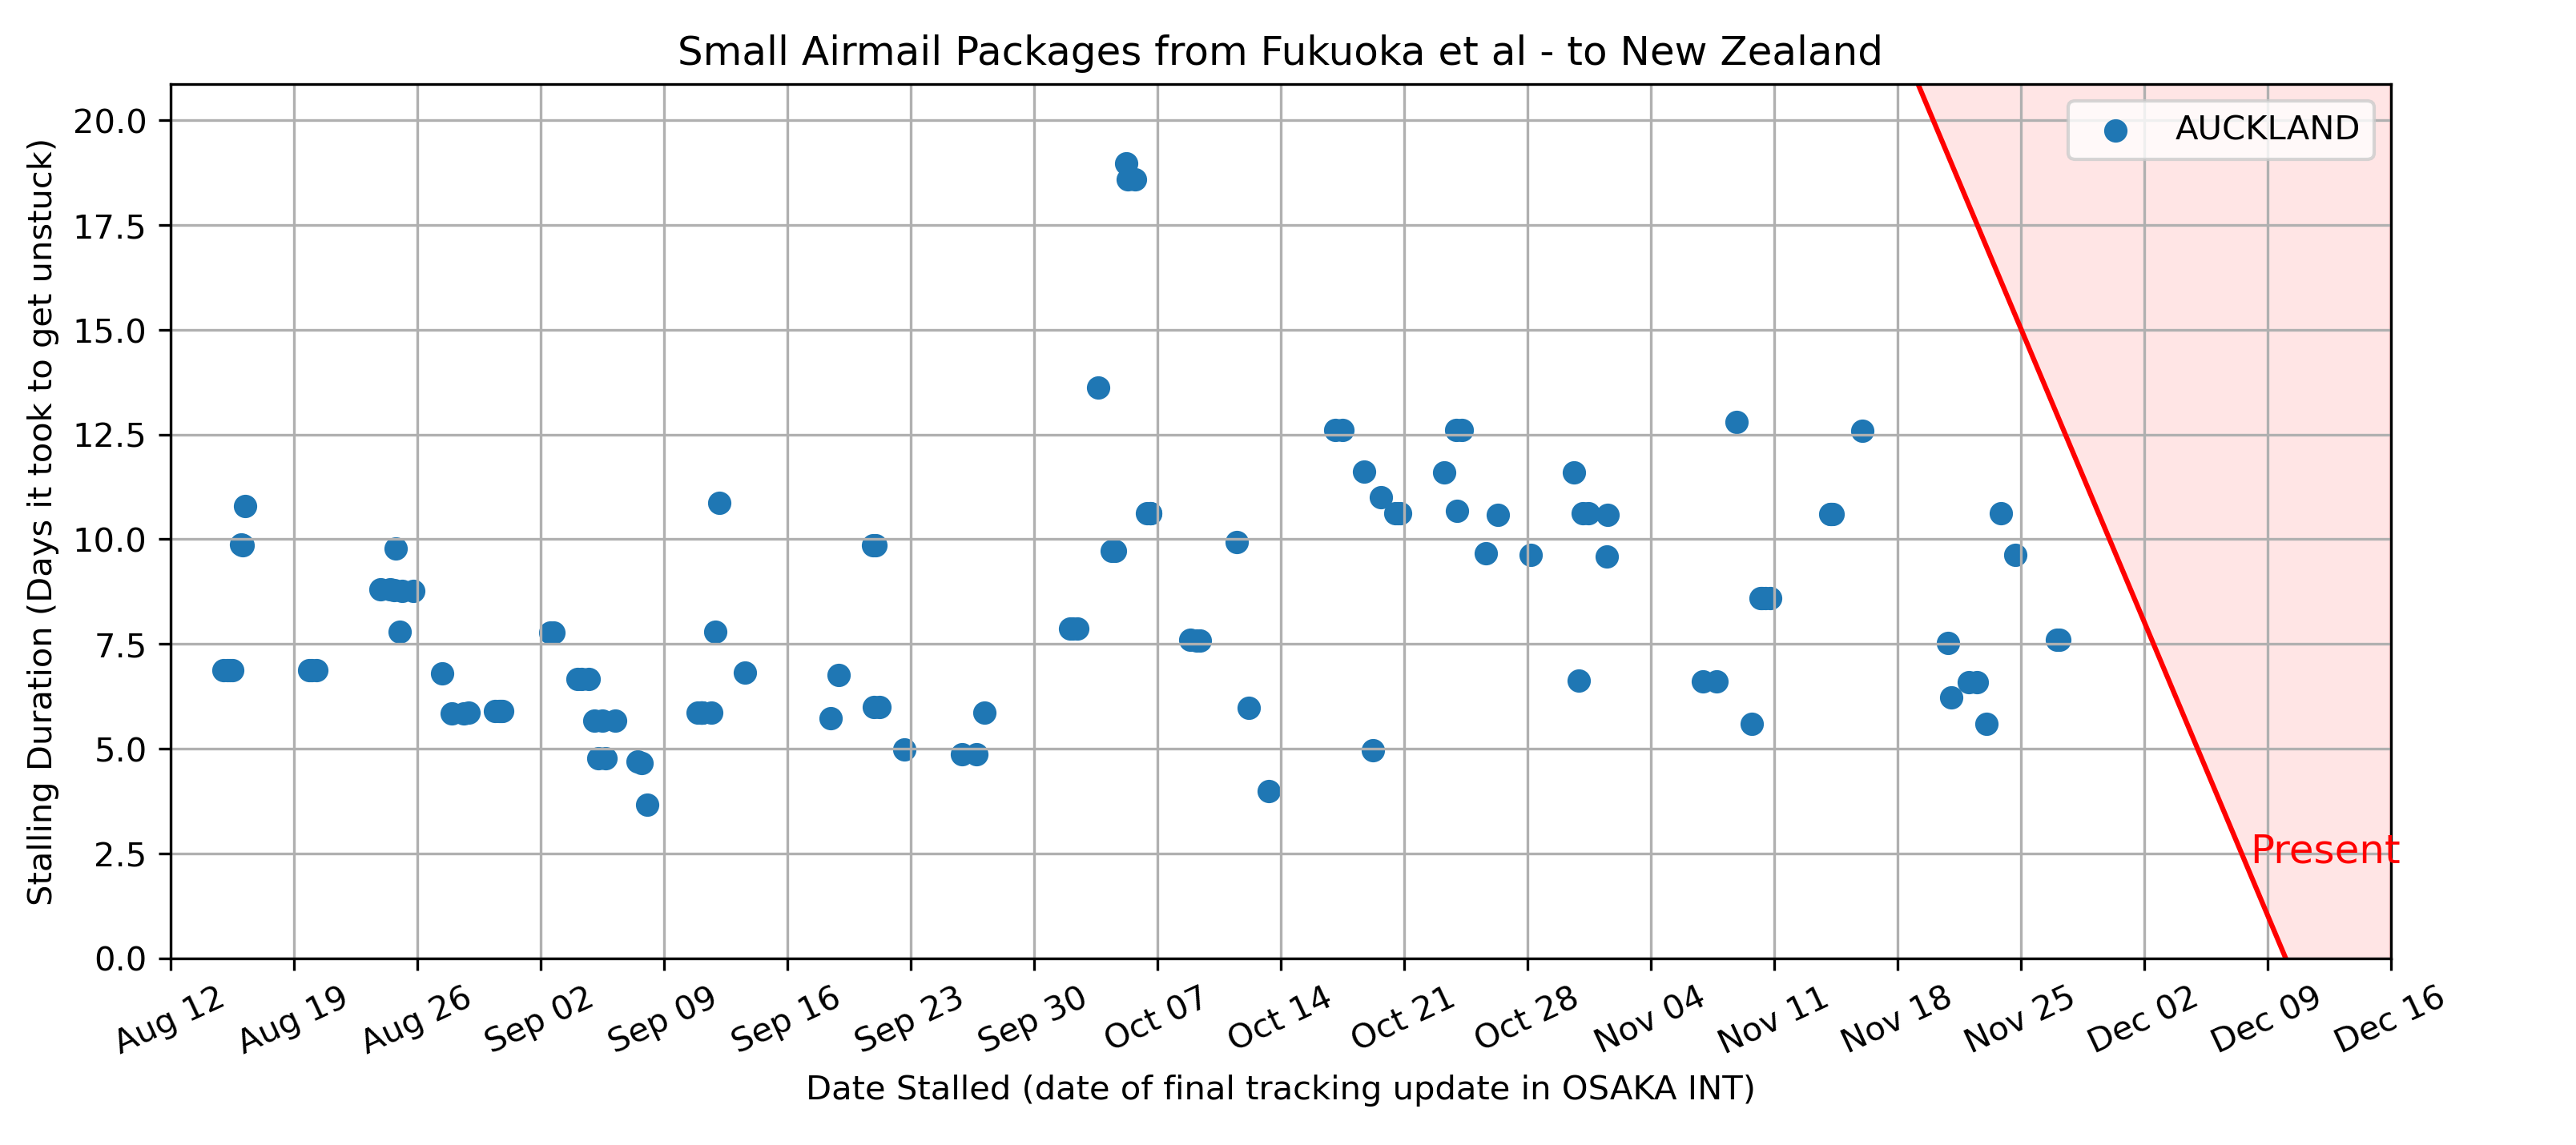 Small Airmail Packages from Fukuoka et al - to New Zealand
AUCKLAND
Stalling Duration (Days it took to get unstuck)
20.0
17.5
15.0
12.5
10.0
7.5
5.0
2.5
0.0
Present
Aug 12
Aug 19
Aug 26
Sep 02
Sep 09
Sep 16
Sep 23
Sep 30
Oct 07
Oct 14
Oct 21
Oct 28
Nov 04
Nov 11
Nov 18
Nov 25
Dec 02
Dec 09
Dec 16
Date Stalled (date of final tracking update in OSAKA INT)